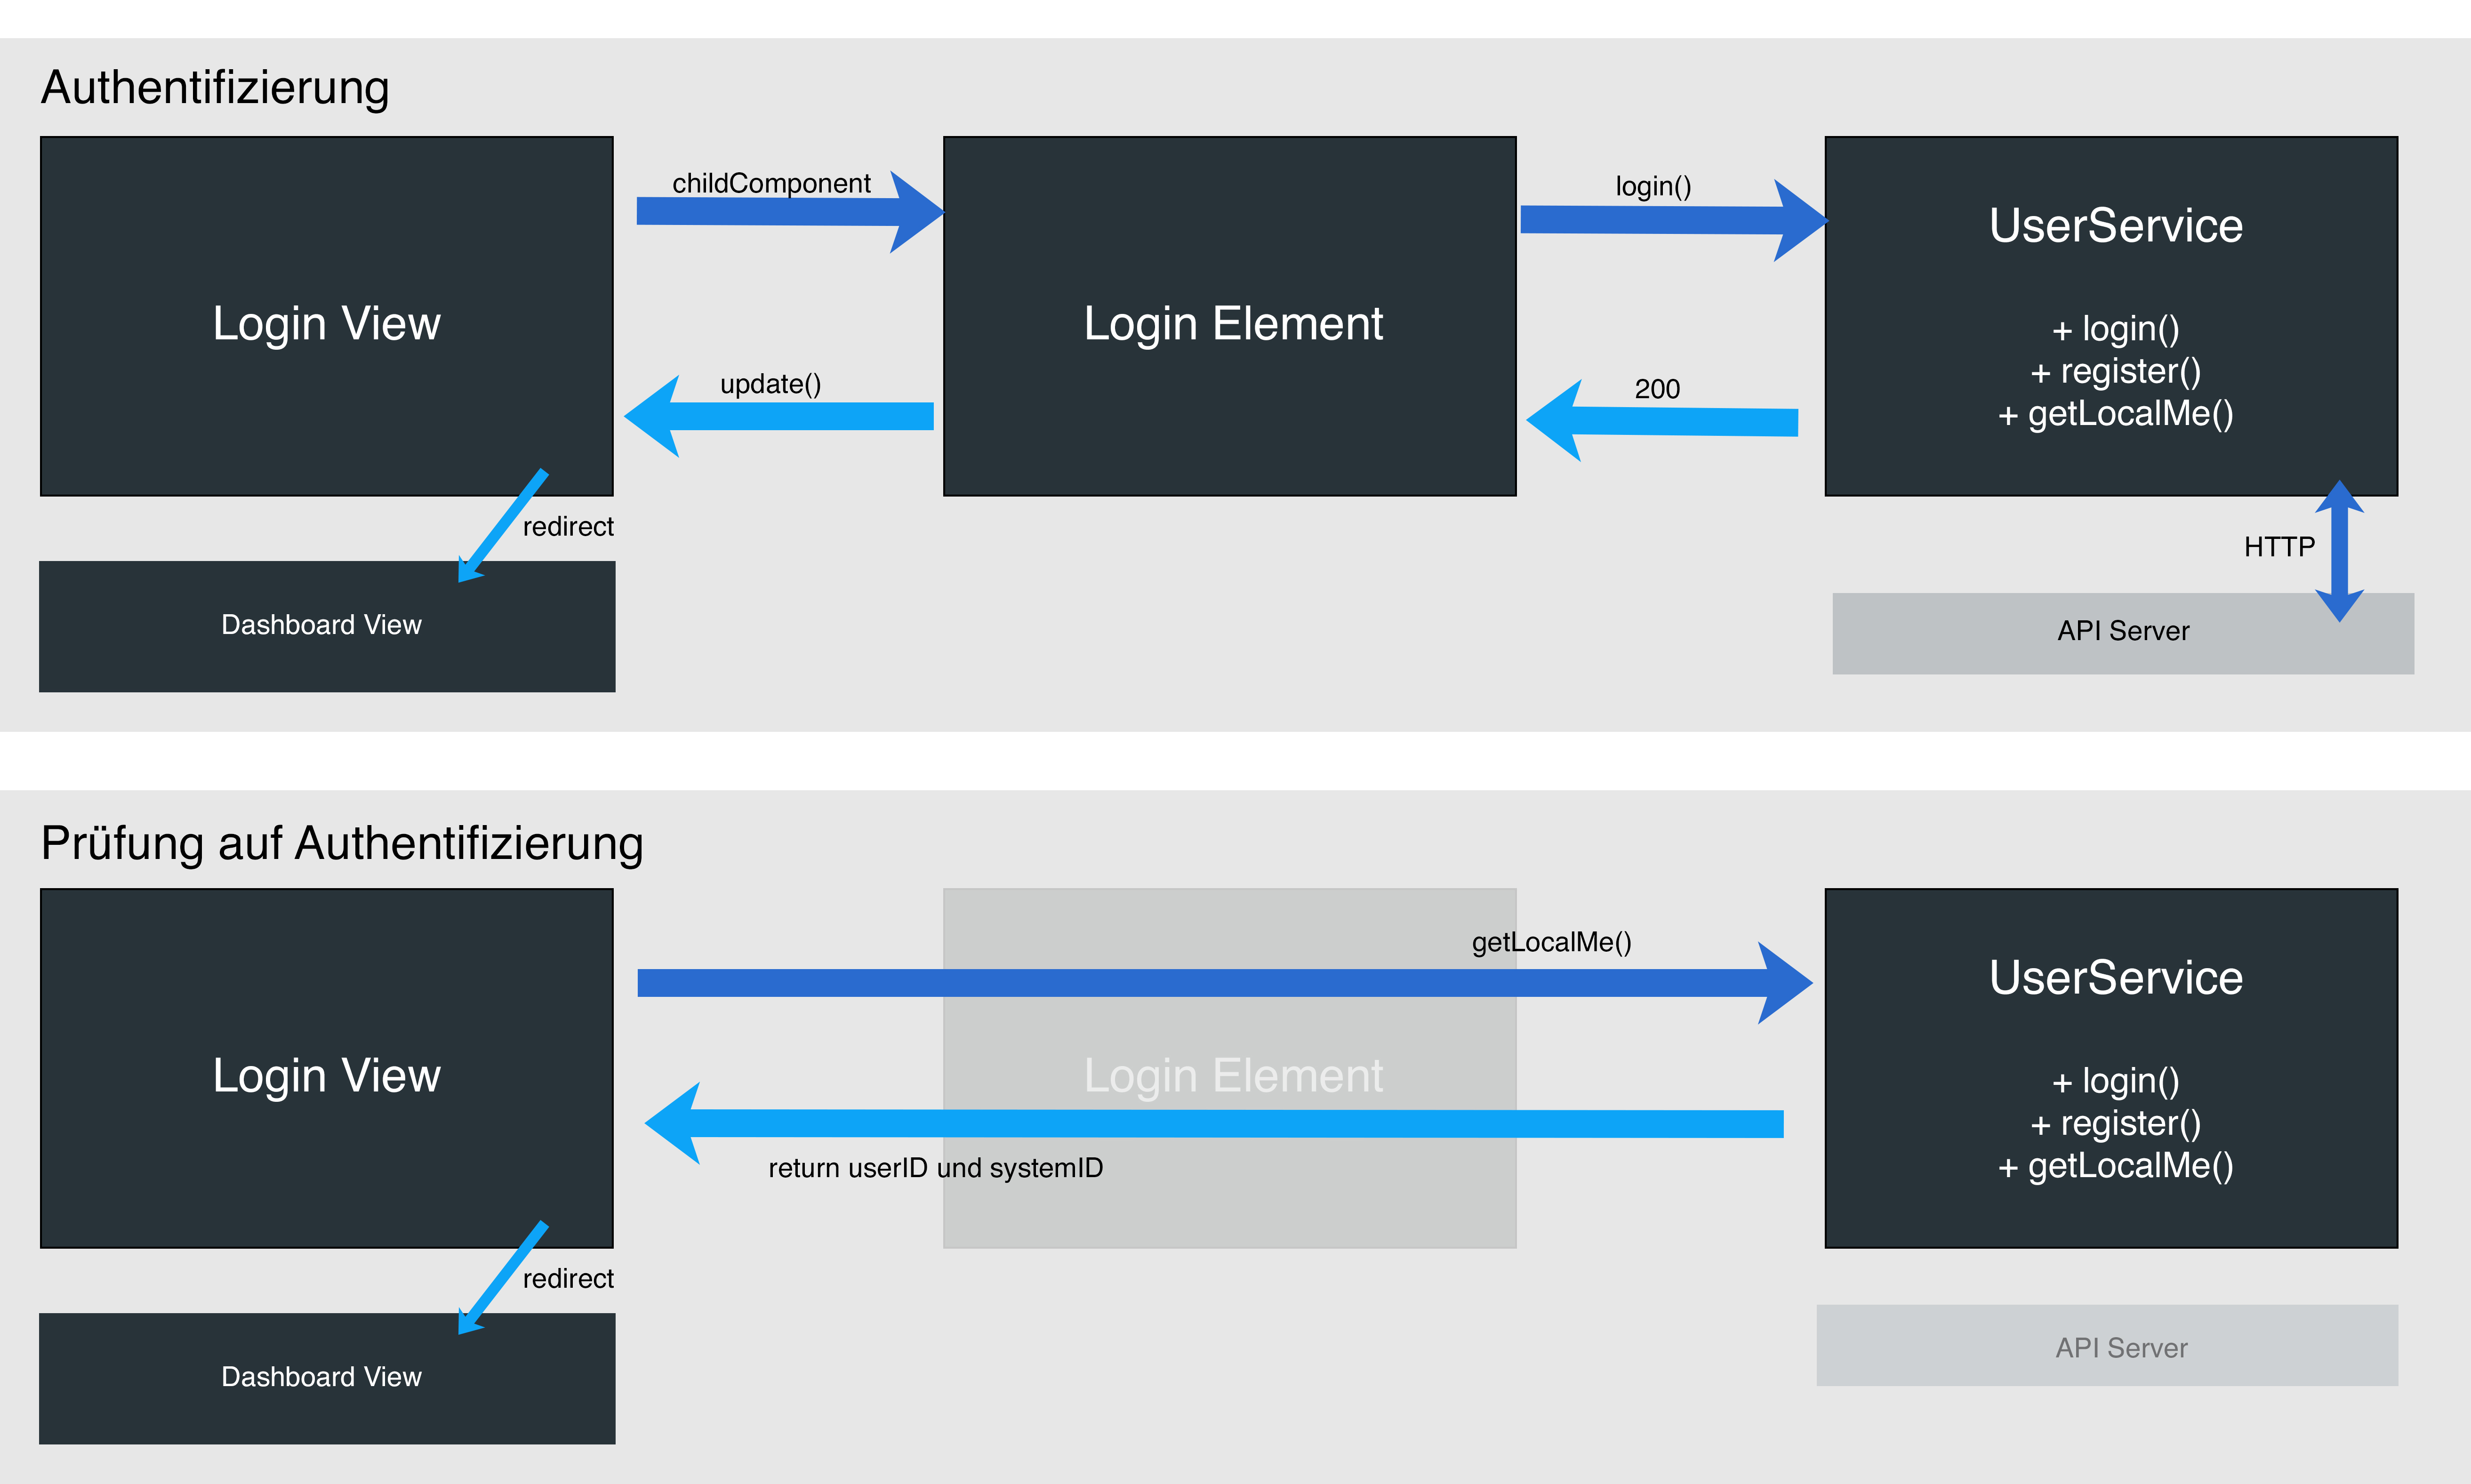 Authentifizierung
childComponent
login()
UserService
Login View
Login Element
+ login()
+ register()
+ getLocalMe()
update()
200
redirect
HTTP
Dashboard View
API Server
Prüfung auf Authentifizierung
getLocalMe()
UserService
Login View
Login Element
+ login()
+ register()
+ getLocalMe()
return userID und systemID
redirect
Dashboard View
API Server